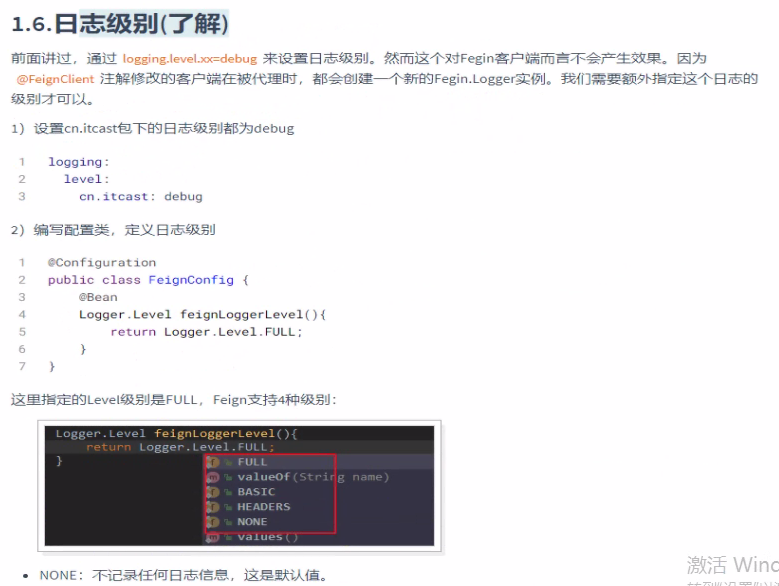 1.6.日志级别(了解)
前面讲过，通过 logging.level.xx=debug 来设置日志级别。然而这个对Fegin客户端而言不会产生效果。因为
@FeignClient 注解修改的客户端在被代理时，都会创建一个新的Fegin.Logger实例。我们需要额外指定这个日志的
级别才可以。
1）设置cn.itcast包下的日志级别都为debug
1 logging:
2 level:
3 cn.itcast: debug
2）编写配置类，定义日志级别
1 @Configuration
2 public class FeignConfig {
3 @Bean
4 Logger.Level feignLoggerLevel(){
5 return Logger.Level.FULL;
6 }
7 }
这里指定的Level级别是FULL，Feign支持4种级别：
Logger.Level feignLoggerLevel(){
return Logger.Level.FULL;
}
FULL
valueOf(String name)
BASIC
HEADERS
NONE
values()
• NONE：不记录任何日志信息，这是默认值。
激活 Winc